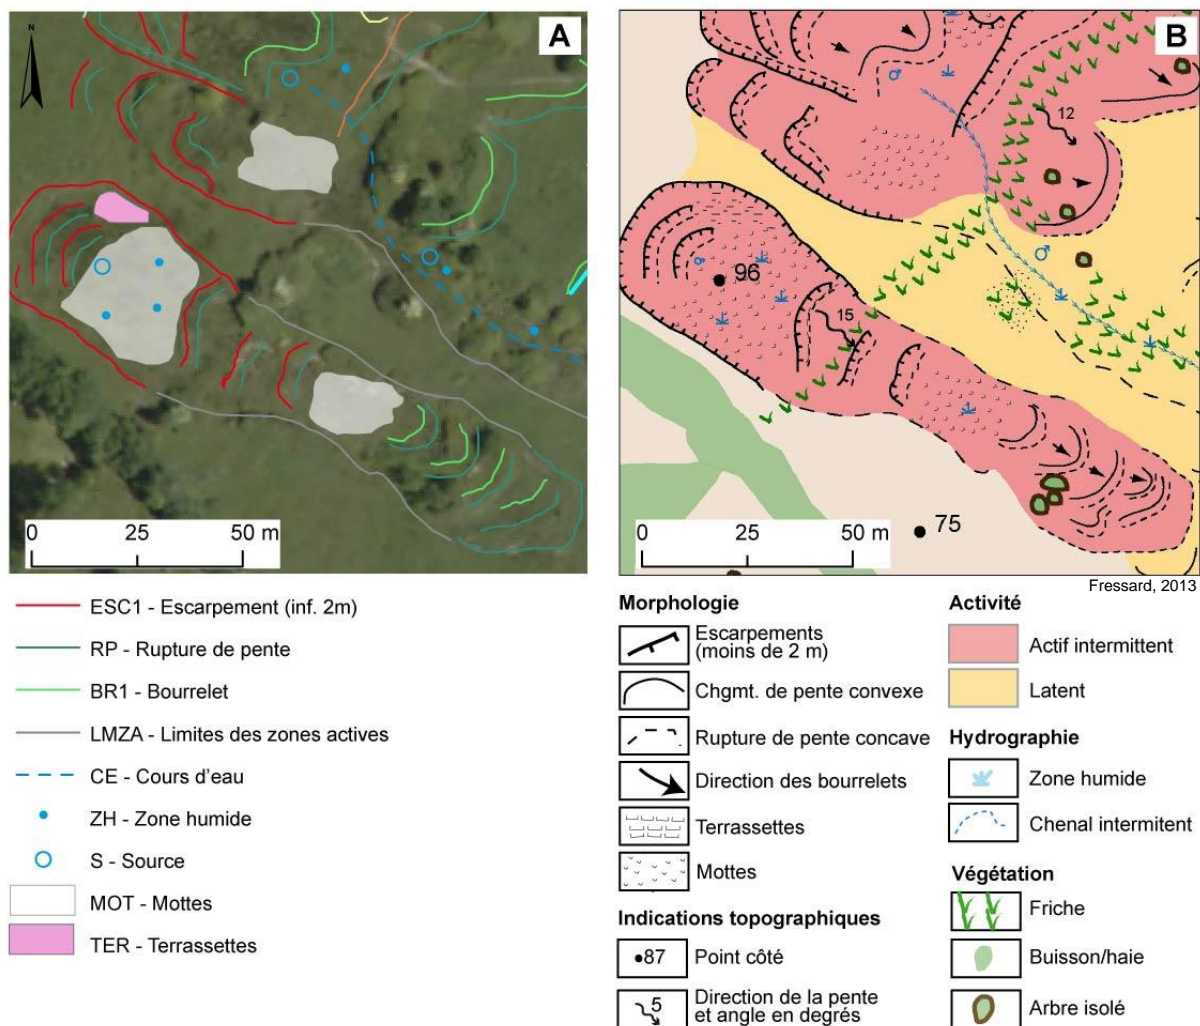 N
A
0 25 50 m
B
12
96
15
75
0 25 50 m
Fressard, 2013
ESC1 - Escarpement (inf. 2m)
RP - Rupture de pente
BR1 - Bourrelet
LMZA - Limites des zones actives
CE - Cours d'eau
ZH - Zone humide
S - Source
MOT - Mottes
TER - Terrassettes
Morphologie
Escarpements
(moins de 2 m)
Chgmt. de pente convexe
Rupture de pente concave
Direction des bourrelets
Terrassettes
Mottes
Indications topographiques
87
Point côté
5
Direction de la pente
et angle en degrés
Activité
Actif intermittent
Latent
Hydrographie
Zone humide
Chenal intermitent
Végétation
Friche
Buisson/haie
Arbre isolé